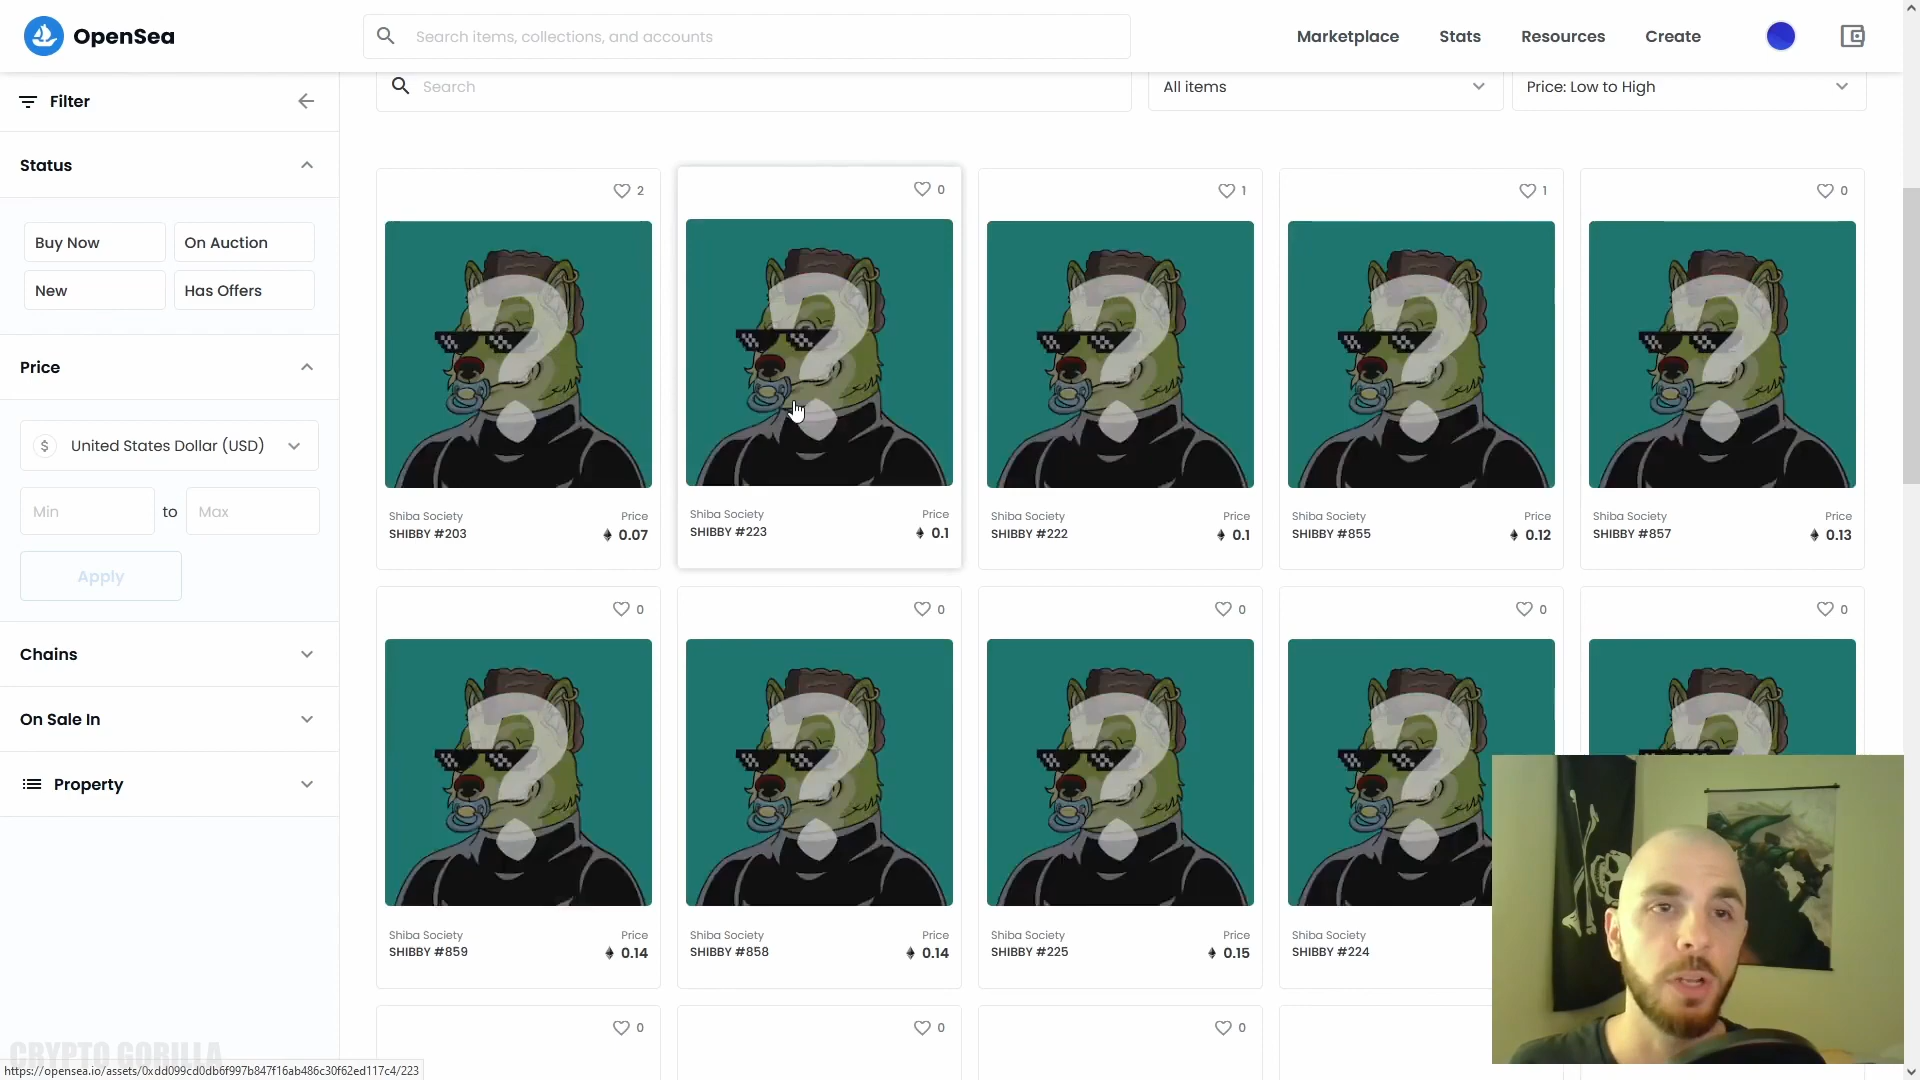 OpenSea
Search items, collections, and accounts
Marketplace
Stats
Resources
Create
Filter
Search
All items
Price: Low to High
Status
Buy Now
On Auction
New
Has Offers
Price
$ United States Dollar (USD)
Min to Max
Apply
Chains
On Sale In
Property
2
0
1
1
0
Shiba Society Price
SHIBBY #203 0.07
Shiba Society Price
SHIBBY #223 0.1
Shiba Society Price
SHIBBY #222 0.1
Shiba Society Price
SHIBBY #855 0.12
Shiba Society Price
SHIBBY #857 0.13
0
0
0
0
0
Shiba Society Price
SHIBBY #859 0.14
Shiba Society Price
SHIBBY #858 0.14
Shiba Society Price
SHIBBY #225 0.15
Shiba Society
SHIBBY #224
0
0
0
CRYPTO GORILLA
https://opensea.io/assets/0xdd099cd0db6f997b847f16ab486c30f62ed117c4/223